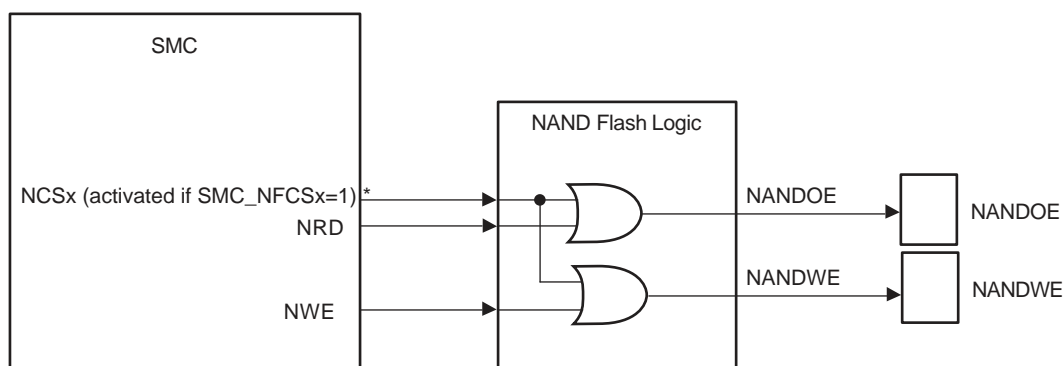 SMC
NAND Flash Logic
NCSx (activated if SMC_NFCSx=1) *
NANDOE
NANDOE
NRD
NANDWE
NANDWE
NWE